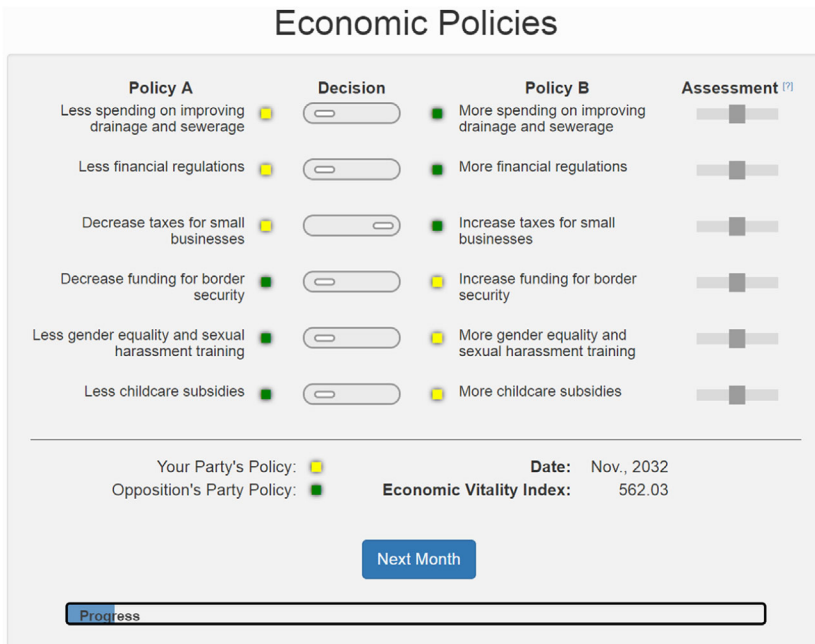 Economic Policies
Policy A Decision Policy B Assessment [?]
Less spending on improving
drainage and sewerage
More spending on improving
drainage and sewerage
Less financial regulations
More financial regulations
Decrease taxes for small
businesses
Increase taxes for small
businesses
Decrease funding for border
security
Increase funding for border
security
Less gender equality and sexual
harassment training
More gender equality and
sexual harassment training
Less childcare subsidies
More childcare subsidies
Your Party's Policy:
Opposition's Party Policy:
Date: Nov., 2032
Economic Vitality Index: 562.03
Next Month
Progress